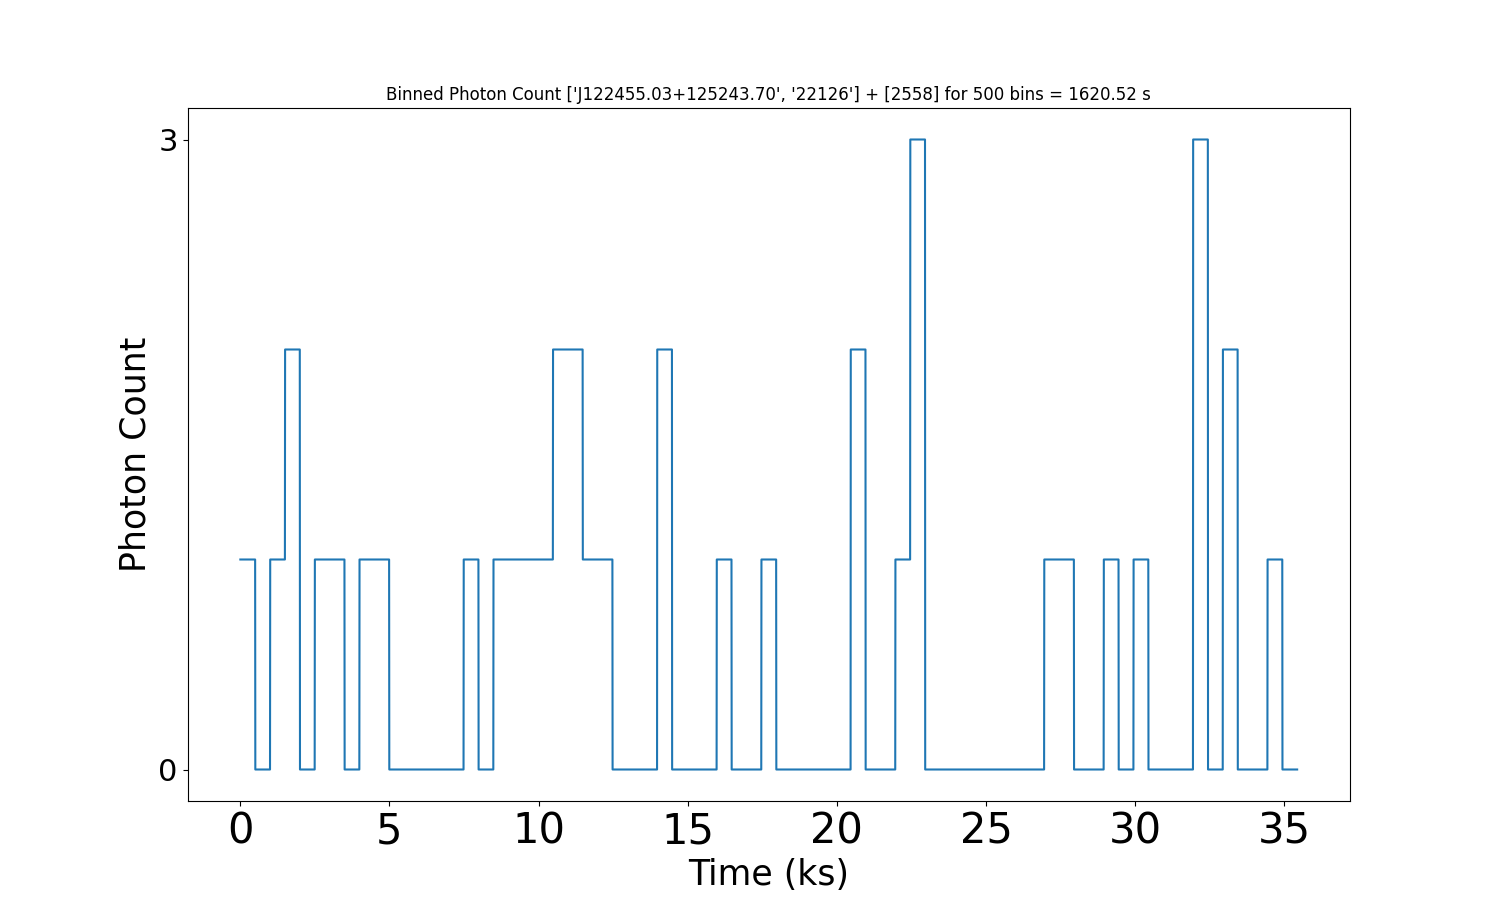 Binned Photon Count ['J122455.03+125243.70', '22126'] + [2558] for 500 bins = 1620.52 s
3
Photon Count
0
0 5 10 15 20 25 30 35
Time (ks)